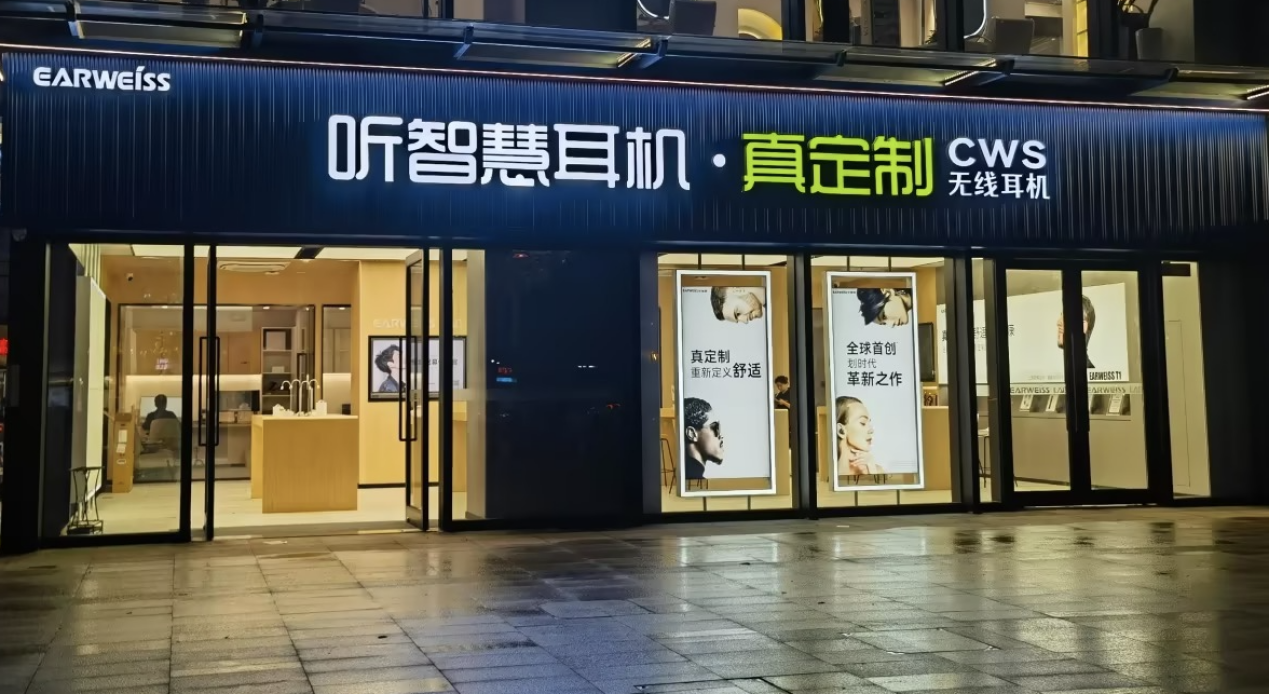 EARWEISS
听智慧耳机·真定制
CWS
无线耳机
真定制
重新定义舒适
全球首创
划时代
革新之作
EARWEISS T1
EARWEISS